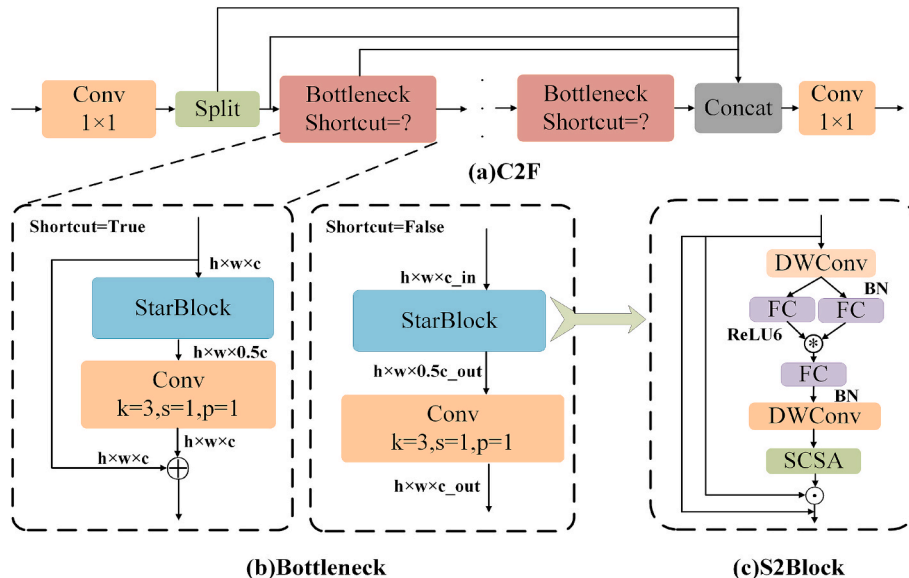 Conv
1×1
Split
Bottleneck
Shortcut=?
Bottleneck
Shortcut=?
Concat
Conv
1×1
(a)C2F
Shortcut=True
h×w×c
StarBlock
h×w×0.5c
Conv
k=3,s=1,p=1
h×w×c
h×w×c
Shortcut=False
h×w×c_in
StarBlock
h×w×0.5c_out
Conv
k=3,s=1,p=1
h×w×c_out
(b)Bottleneck
DWConv
BN
FC
FC
ReLU6
FC
BN
DWConv
SCSA
(c)S2Block